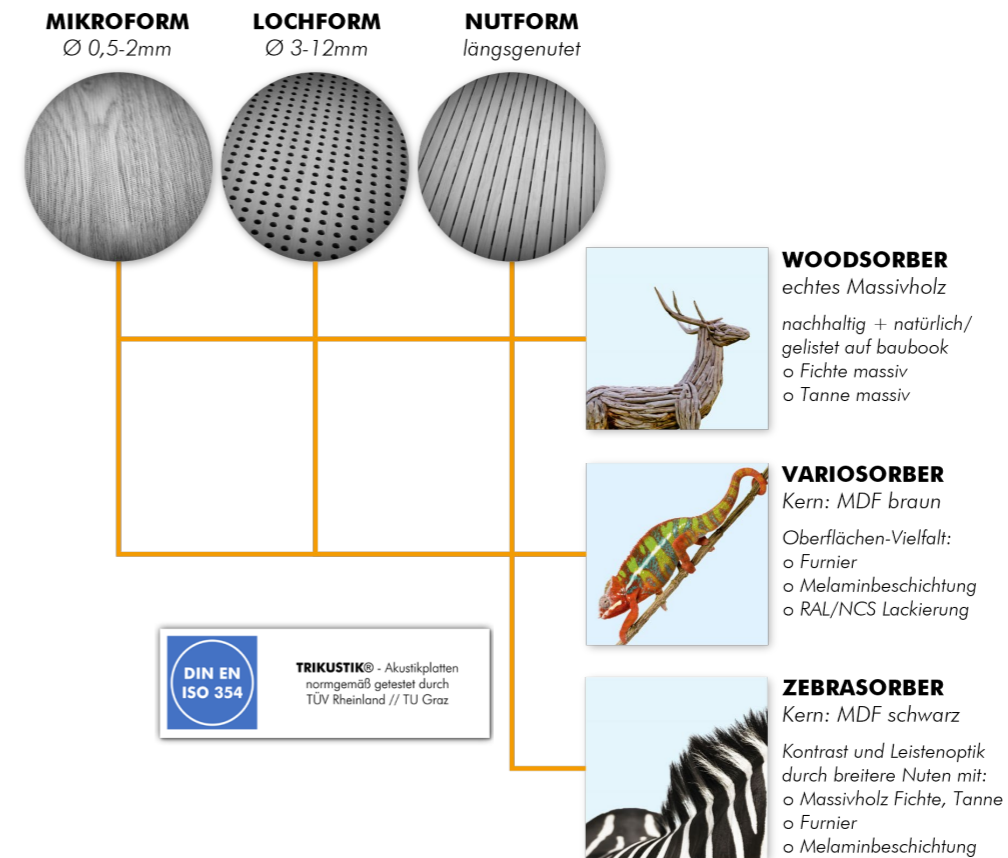 MIKROFORM
Ø 0,5-2mm
LOCHFORM
Ø 3-12mm
NUTFORM
längsgenutet
WOODSORBER
echtes Massivholz
nachhaltig + natürlich/
gelistet auf baubook
o Fichte massiv
o Tanne massiv
VARIOSORBER
Kern: MDF braun
Oberflächen-Vielfalt:
o Furnier
o Melaminbeschichtung
o RAL/NCS Lackierung
DIN EN
ISO 354
TRIKUSTIK® - Akustikplatten
normgemäß getestet durch
TÜV Rheinland // TU Graz
ZEBRASORBER
Kern: MDF schwarz
Kontrast und Leistenoptik
durch breitere Nuten mit:
o Massivholz Fichte, Tanne
o Furnier
o Melaminbeschichtung